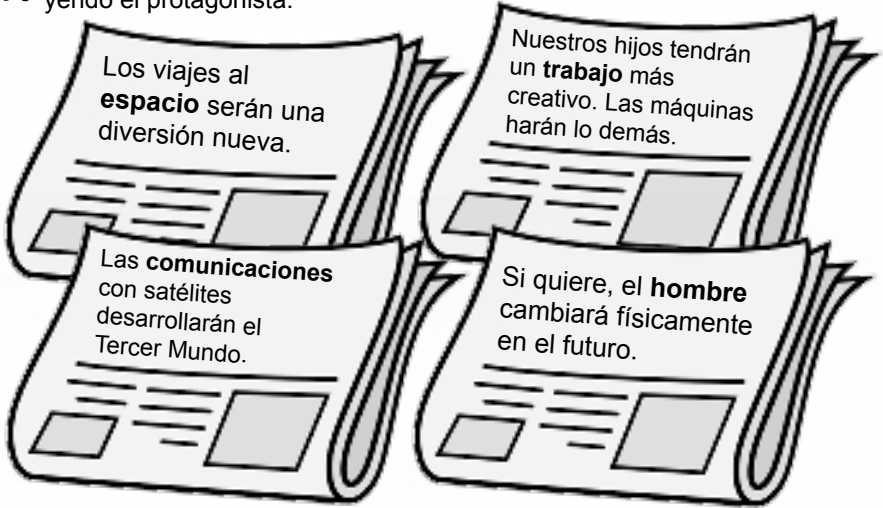 yendo el protagonista.
Los viajes al
espacio serán una
diversión nueva.
Nuestros hijos tendrán
un trabajo más
creativo. Las máquinas
harán lo demás.
Las comunicaciones
con satélites
desarrollarán el
Tercer Mundo.
Si quiere, el hombre
cambiará físicamente
en el futuro.